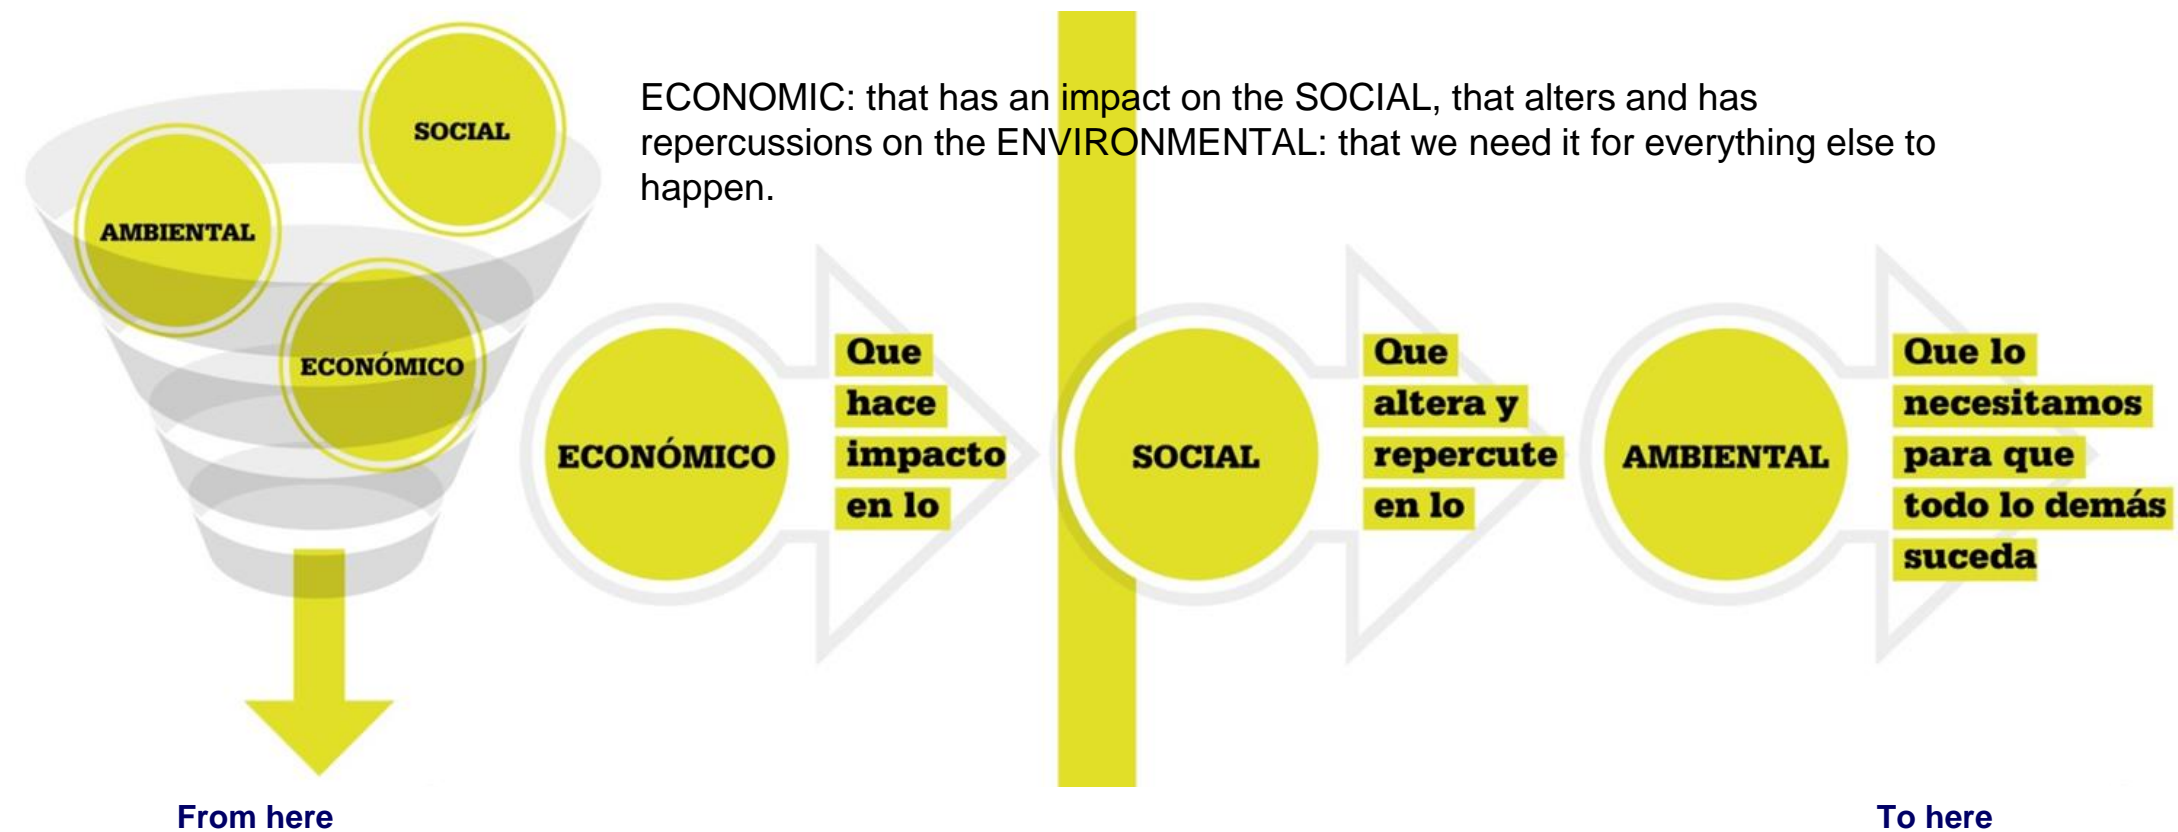 SOCIAL
AMBIENTAL
ECONÓMICO
ECONOMIC: that has an impact on the SOCIAL, that alters and has
repercussions on the ENVIRONMENTAL: that we need it for everything else to
happen.
ECONÓMICO
Que
hace
impacto
en lo
SOCIAL
Que
altera y
repercute
en lo
AMBIENTAL
Que lo
necesitamos
para que
todo lo demás
suceda
From here
To here